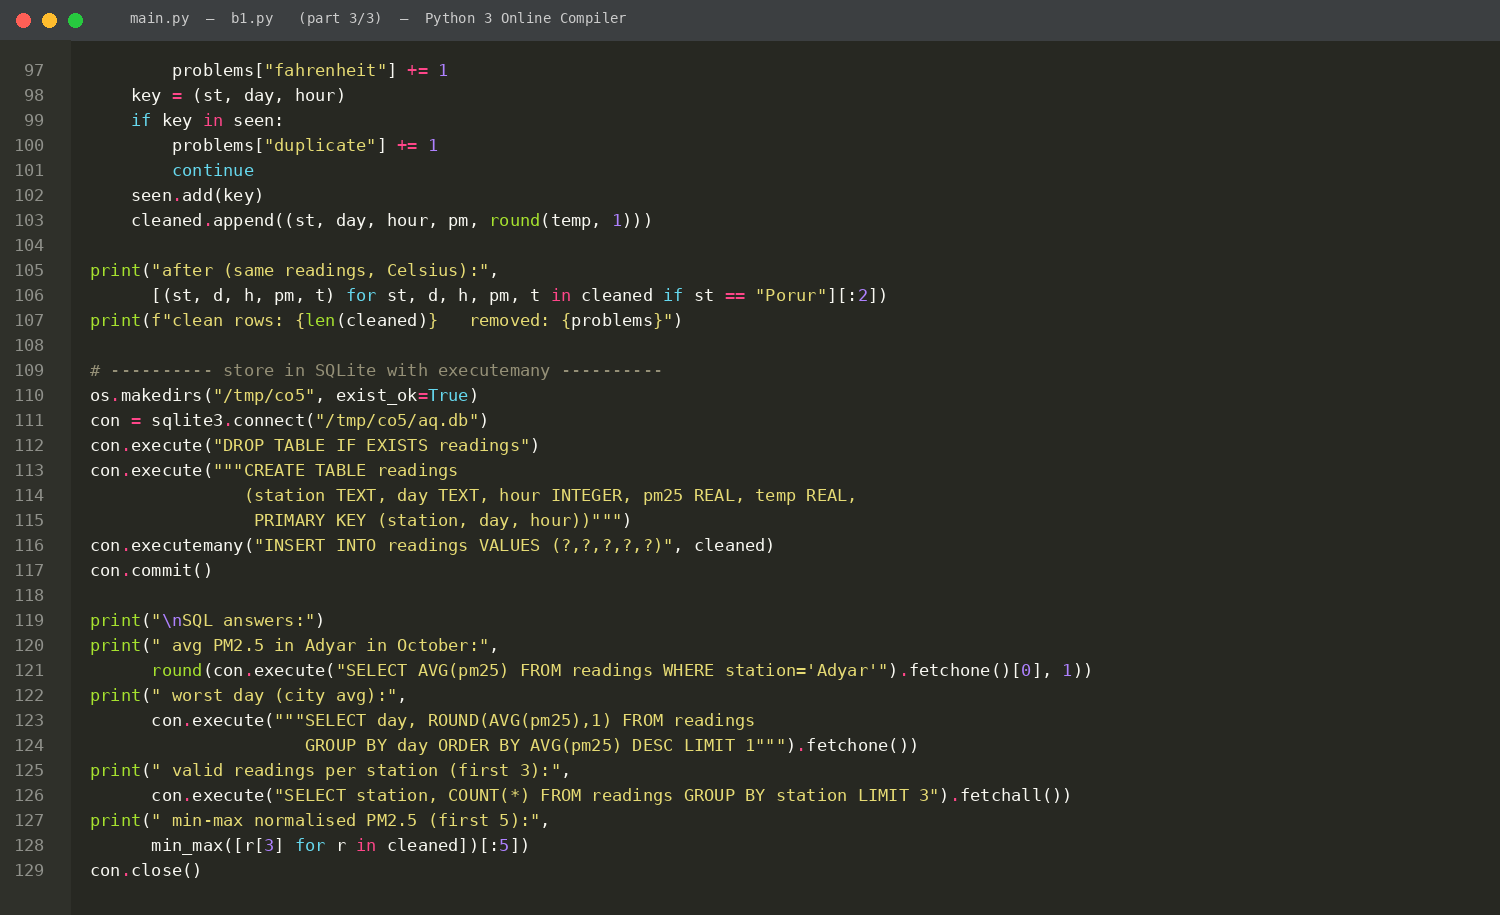 main.py  —  b1.py   (part 3/3)  —  Python 3 Online Compiler
97         problems["fahrenheit"] += 1
98     key = (st, day, hour)
99     if key in seen:
100         problems["duplicate"] += 1
101         continue
102     seen.add(key)
103     cleaned.append((st, day, hour, pm, round(temp, 1)))
104
105 print("after (same readings, Celsius):",
106       [(st, d, h, pm, t) for st, d, h, pm, t in cleaned if st == "Porur"][:2])
107 print(f"clean rows: {len(cleaned)}   removed: {problems}")
108
109 # ---------- store in SQLite with executemany ----------
110 os.makedirs("/tmp/co5", exist_ok=True)
111 con = sqlite3.connect("/tmp/co5/aq.db")
112 con.execute("DROP TABLE IF EXISTS readings")
113 con.execute("""CREATE TABLE readings
114                (station TEXT, day TEXT, hour INTEGER, pm25 REAL, temp REAL,
115                 PRIMARY KEY (station, day, hour))""")
116 con.executemany("INSERT INTO readings VALUES (?,?,?,?,?)", cleaned)
117 con.commit()
118
119 print("\nSQL answers:")
120 print(" avg PM2.5 in Adyar in October:",
121       round(con.execute("SELECT AVG(pm25) FROM readings WHERE station='Adyar'").fetchone()[0], 1))
122 print(" worst day (city avg):",
123       con.execute("""SELECT day, ROUND(AVG(pm25),1) FROM readings
124                      GROUP BY day ORDER BY AVG(pm25) DESC LIMIT 1""").fetchone())
125 print(" valid readings per station (first 3):",
126       con.execute("SELECT station, COUNT(*) FROM readings GROUP BY station LIMIT 3").fetchall())
127 print(" min-max normalised PM2.5 (first 5):",
128       min_max([r[3] for r in cleaned])[:5])
129 con.close()